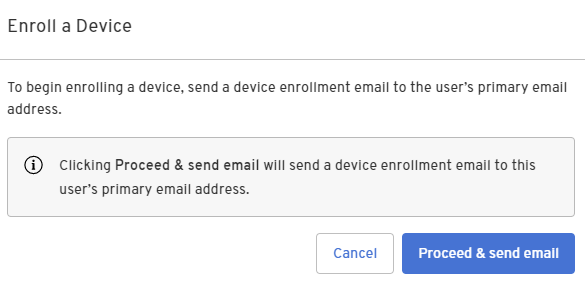 Enroll a Device
To begin enrolling a device, send a device enrollment email to the user's primary email
address.
Clicking Proceed & send email will send a device enrollment email to this
user's primary email address.
Cancel
Proceed & send email